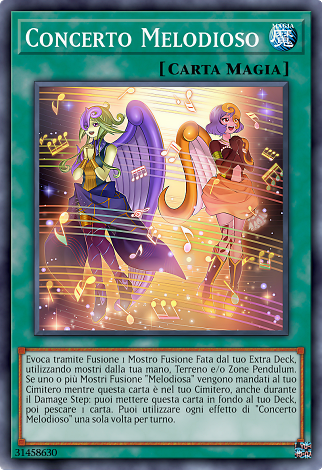 Concerto Melodioso
MAGIA
魔
[Carta Magia]
Evoca tramite Fusione 1 Mostro Fusione Fata dal tuo Extra Deck,
utilizzando mostri dalla tua mano, Terreno e/o Zone Pendulum.
Se uno o più Mostri Fusione "Melodiosa" vengono mandati al tuo
Cimitero mentre questa carta è nel tuo Cimitero, anche durante
il Damage Step: puoi mettere questa carta in fondo al tuo Deck,
poi pescare 1 carta. Puoi utilizzare ogni effetto di "Concerto
Melodioso" una sola volta per turno.
31458630